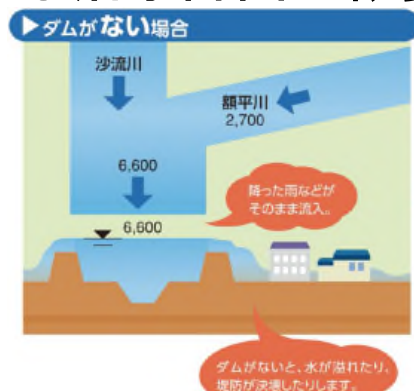 ▶ダムがない場合
沙流川
額平川
2,700
6,600
降った雨などが
そのまま流入。
6,600
ダムがないと、水が溢れたり、
堤防が決壊したりします。